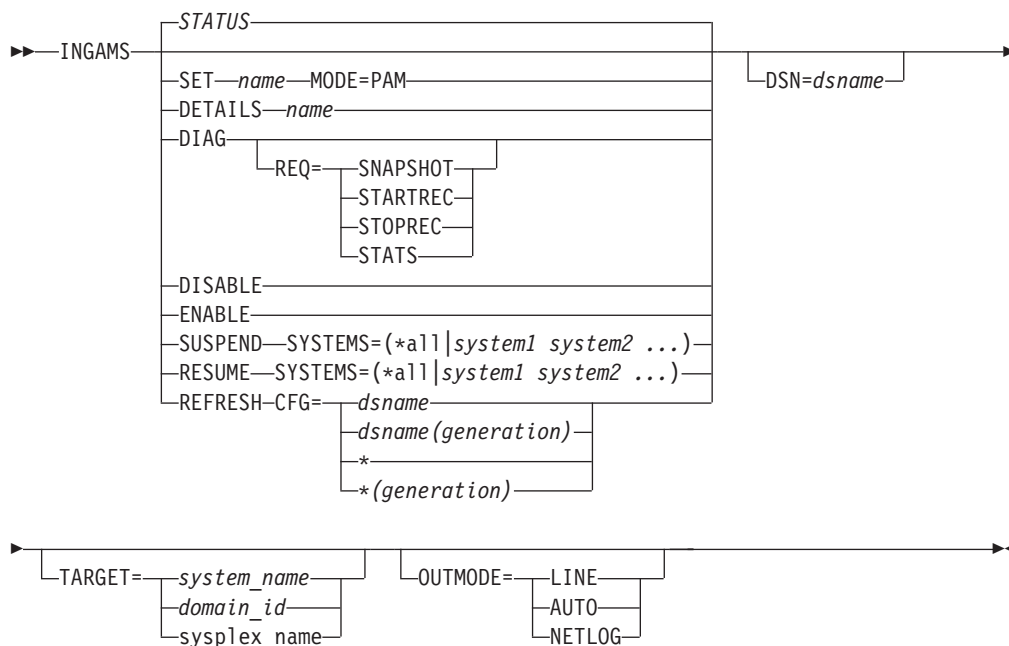 STATUS
INGAMS
SET name MODE=PAM DSN=dsname
DETAILS name
DIAG
REQ= SNAPSHOT
STARTREC
STOPREC
STATS
DISABLE
ENABLE
SUSPEND SYSTEMS=(*all|system1 system2 ...)
RESUME SYSTEMS=(*all|system1 system2 ...)
REFRESH CFG= dsname
dsname(generation)
*
*(generation)
TARGET= system_name OUTMODE= LINE
domain_id AUTO
sysplex name NETLOG